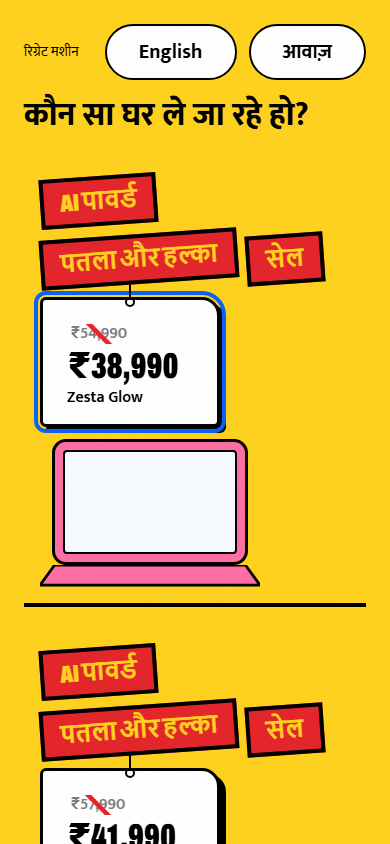 रिग्रेट मशीन
English
आवाज़
कौन सा घर ले जा रहे हो?
AI पावर्ड
पतला और हल्का
सेल
₹54,990
₹38,990
Zesta Glow
AI पावर्ड
पतला और हल्का
सेल
₹57,990
₹41,990